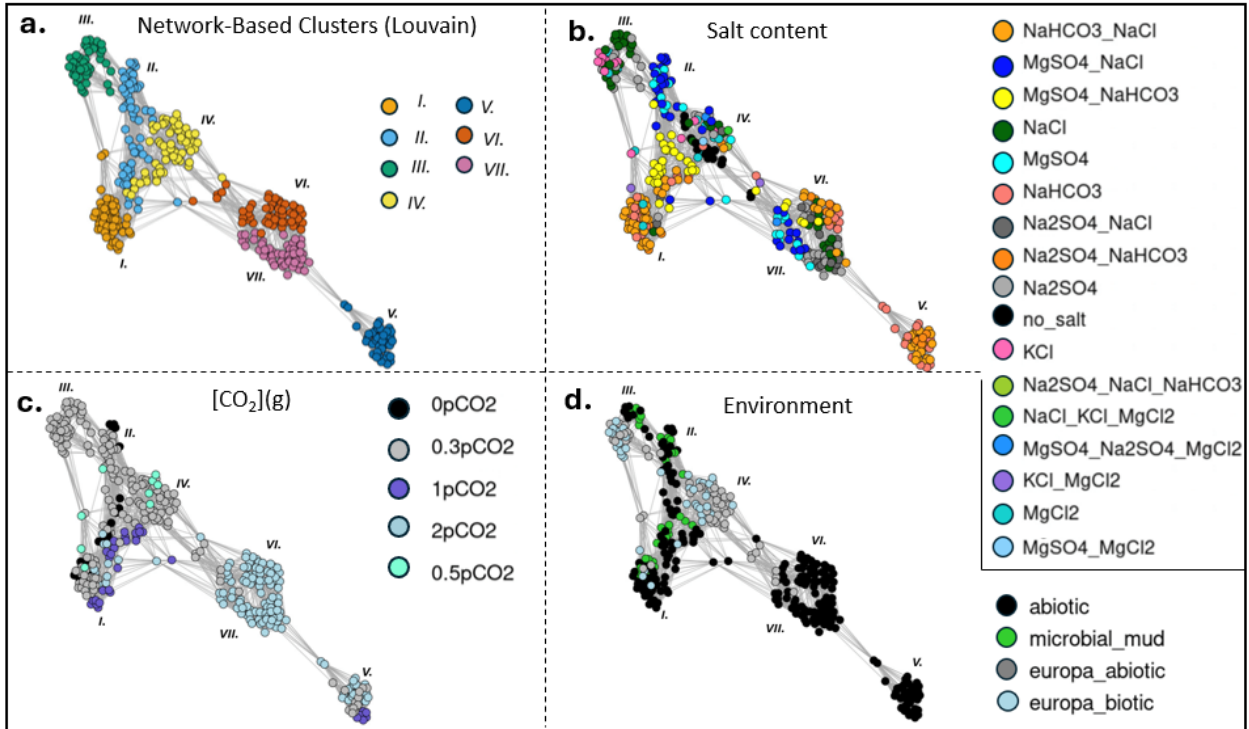 a.
Network-Based Clusters (Louvain)
III.
II.
IV.
VI.
I.
VII.
V.
I.
II.
III.
IV.
V.
VI.
VII.
b.
Salt content
III.
II.
IV.
VI.
I.
VII.
V.
NaHCO3_NaCl
MgSO4_NaCl
MgSO4_NaHCO3
NaCl
MgSO4
NaHCO3
Na2SO4_NaCl
Na2SO4_NaHCO3
Na2SO4
no_salt
KCl
Na2SO4_NaCl_NaHCO3
NaCl_KCl_MgCl2
MgSO4_Na2SO4_MgCl2
KCl_MgCl2
MgCl2
MgSO4_MgCl2
c.
[CO₂](g)
III.
II.
IV.
VI.
I.
VII.
V.
0pCO2
0.3pCO2
1pCO2
2pCO2
0.5pCO2
d.
Environment
III.
II.
IV.
VI.
I.
VII.
V.
abiotic
microbial_mud
europa_abiotic
europa_biotic